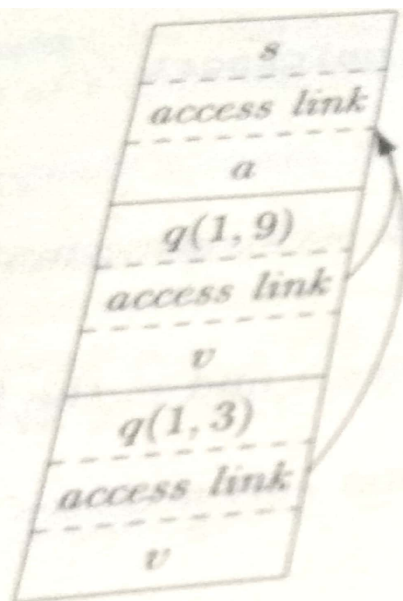 s
access link
a
q(1, 9)
access link
v
q(1, 3)
access link
v